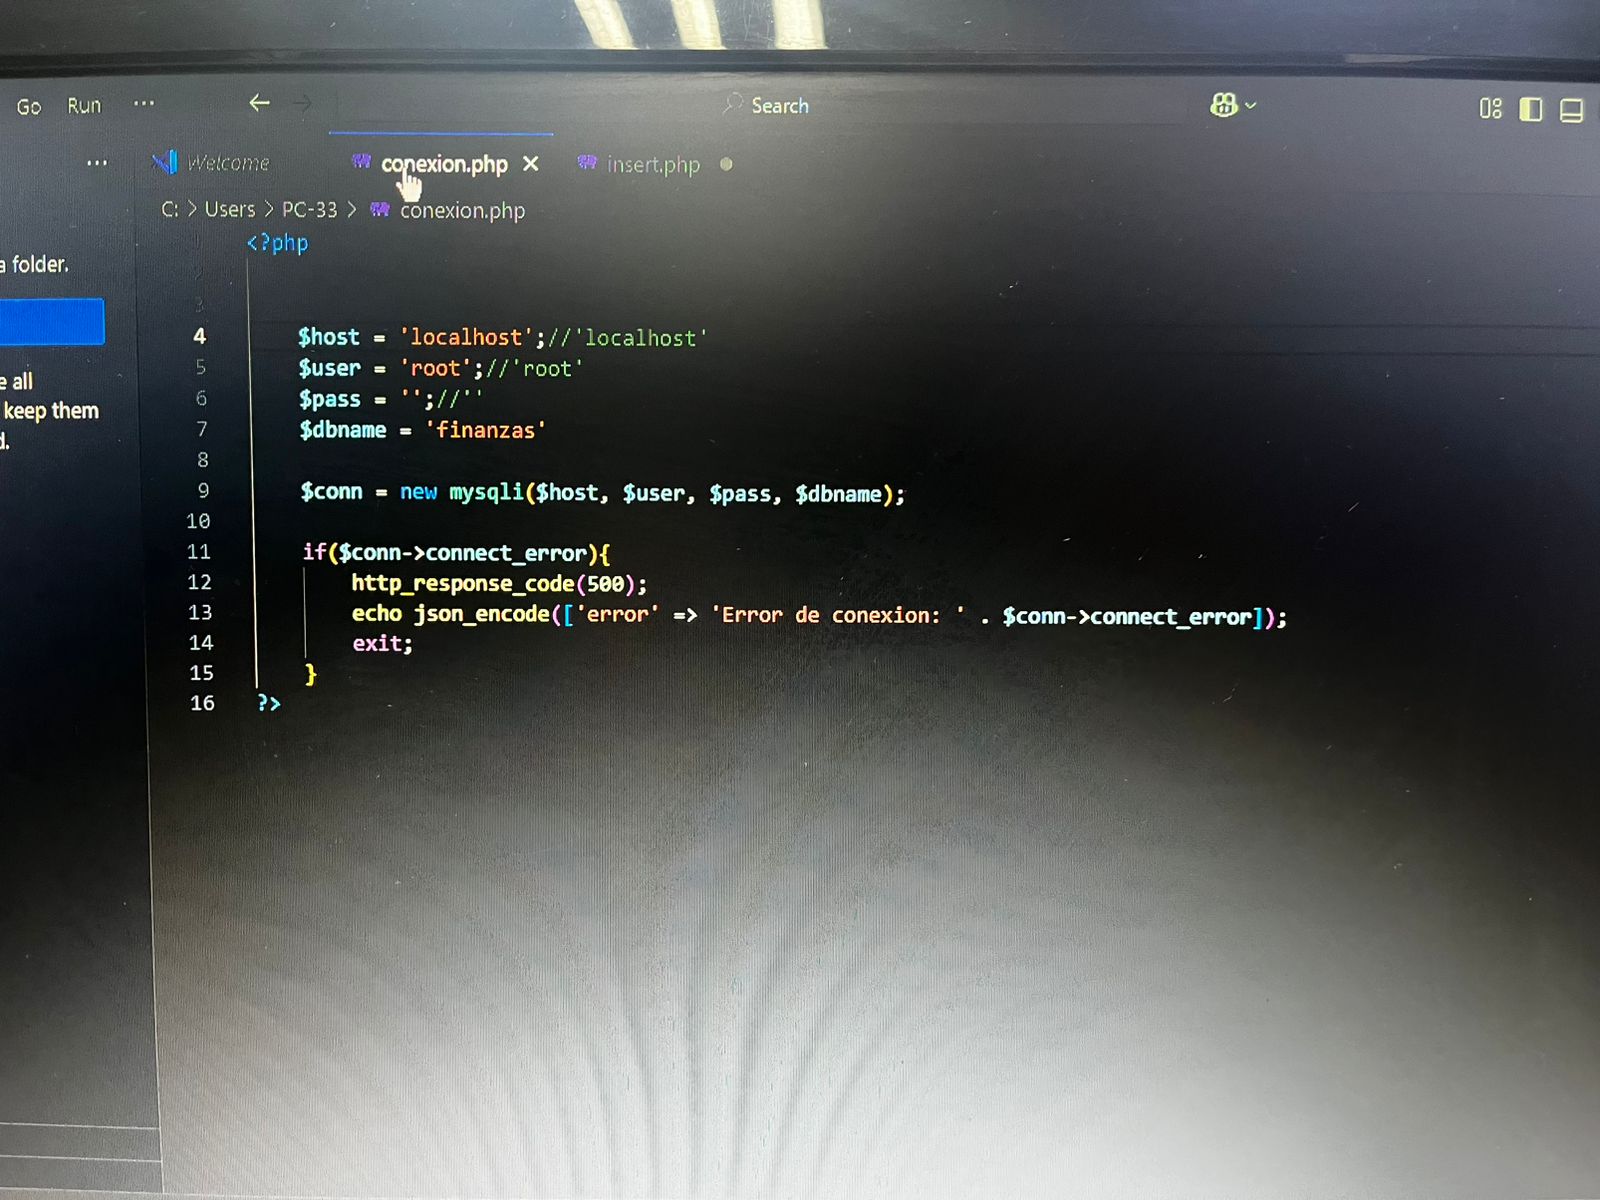 Go Run ... ← → Search
... Welcome conexion.php × insert.php ●
C: > Users > PC-33 > conexion.php
a folder.
e all
keep them
d.
1 <?php
2
3
4 $host = 'localhost';//'localhost'
5 $user = 'root';//'root'
6 $pass = '';//''
7 $dbname = 'finanzas'
8
9 $conn = new mysqli($host, $user, $pass, $dbname);
10
11 if($conn->connect_error){
12 http_response_code(500);
13 echo json_encode(['error' => 'Error de conexion: ' . $conn->connect_error]);
14 exit;
15 }
16 ?>